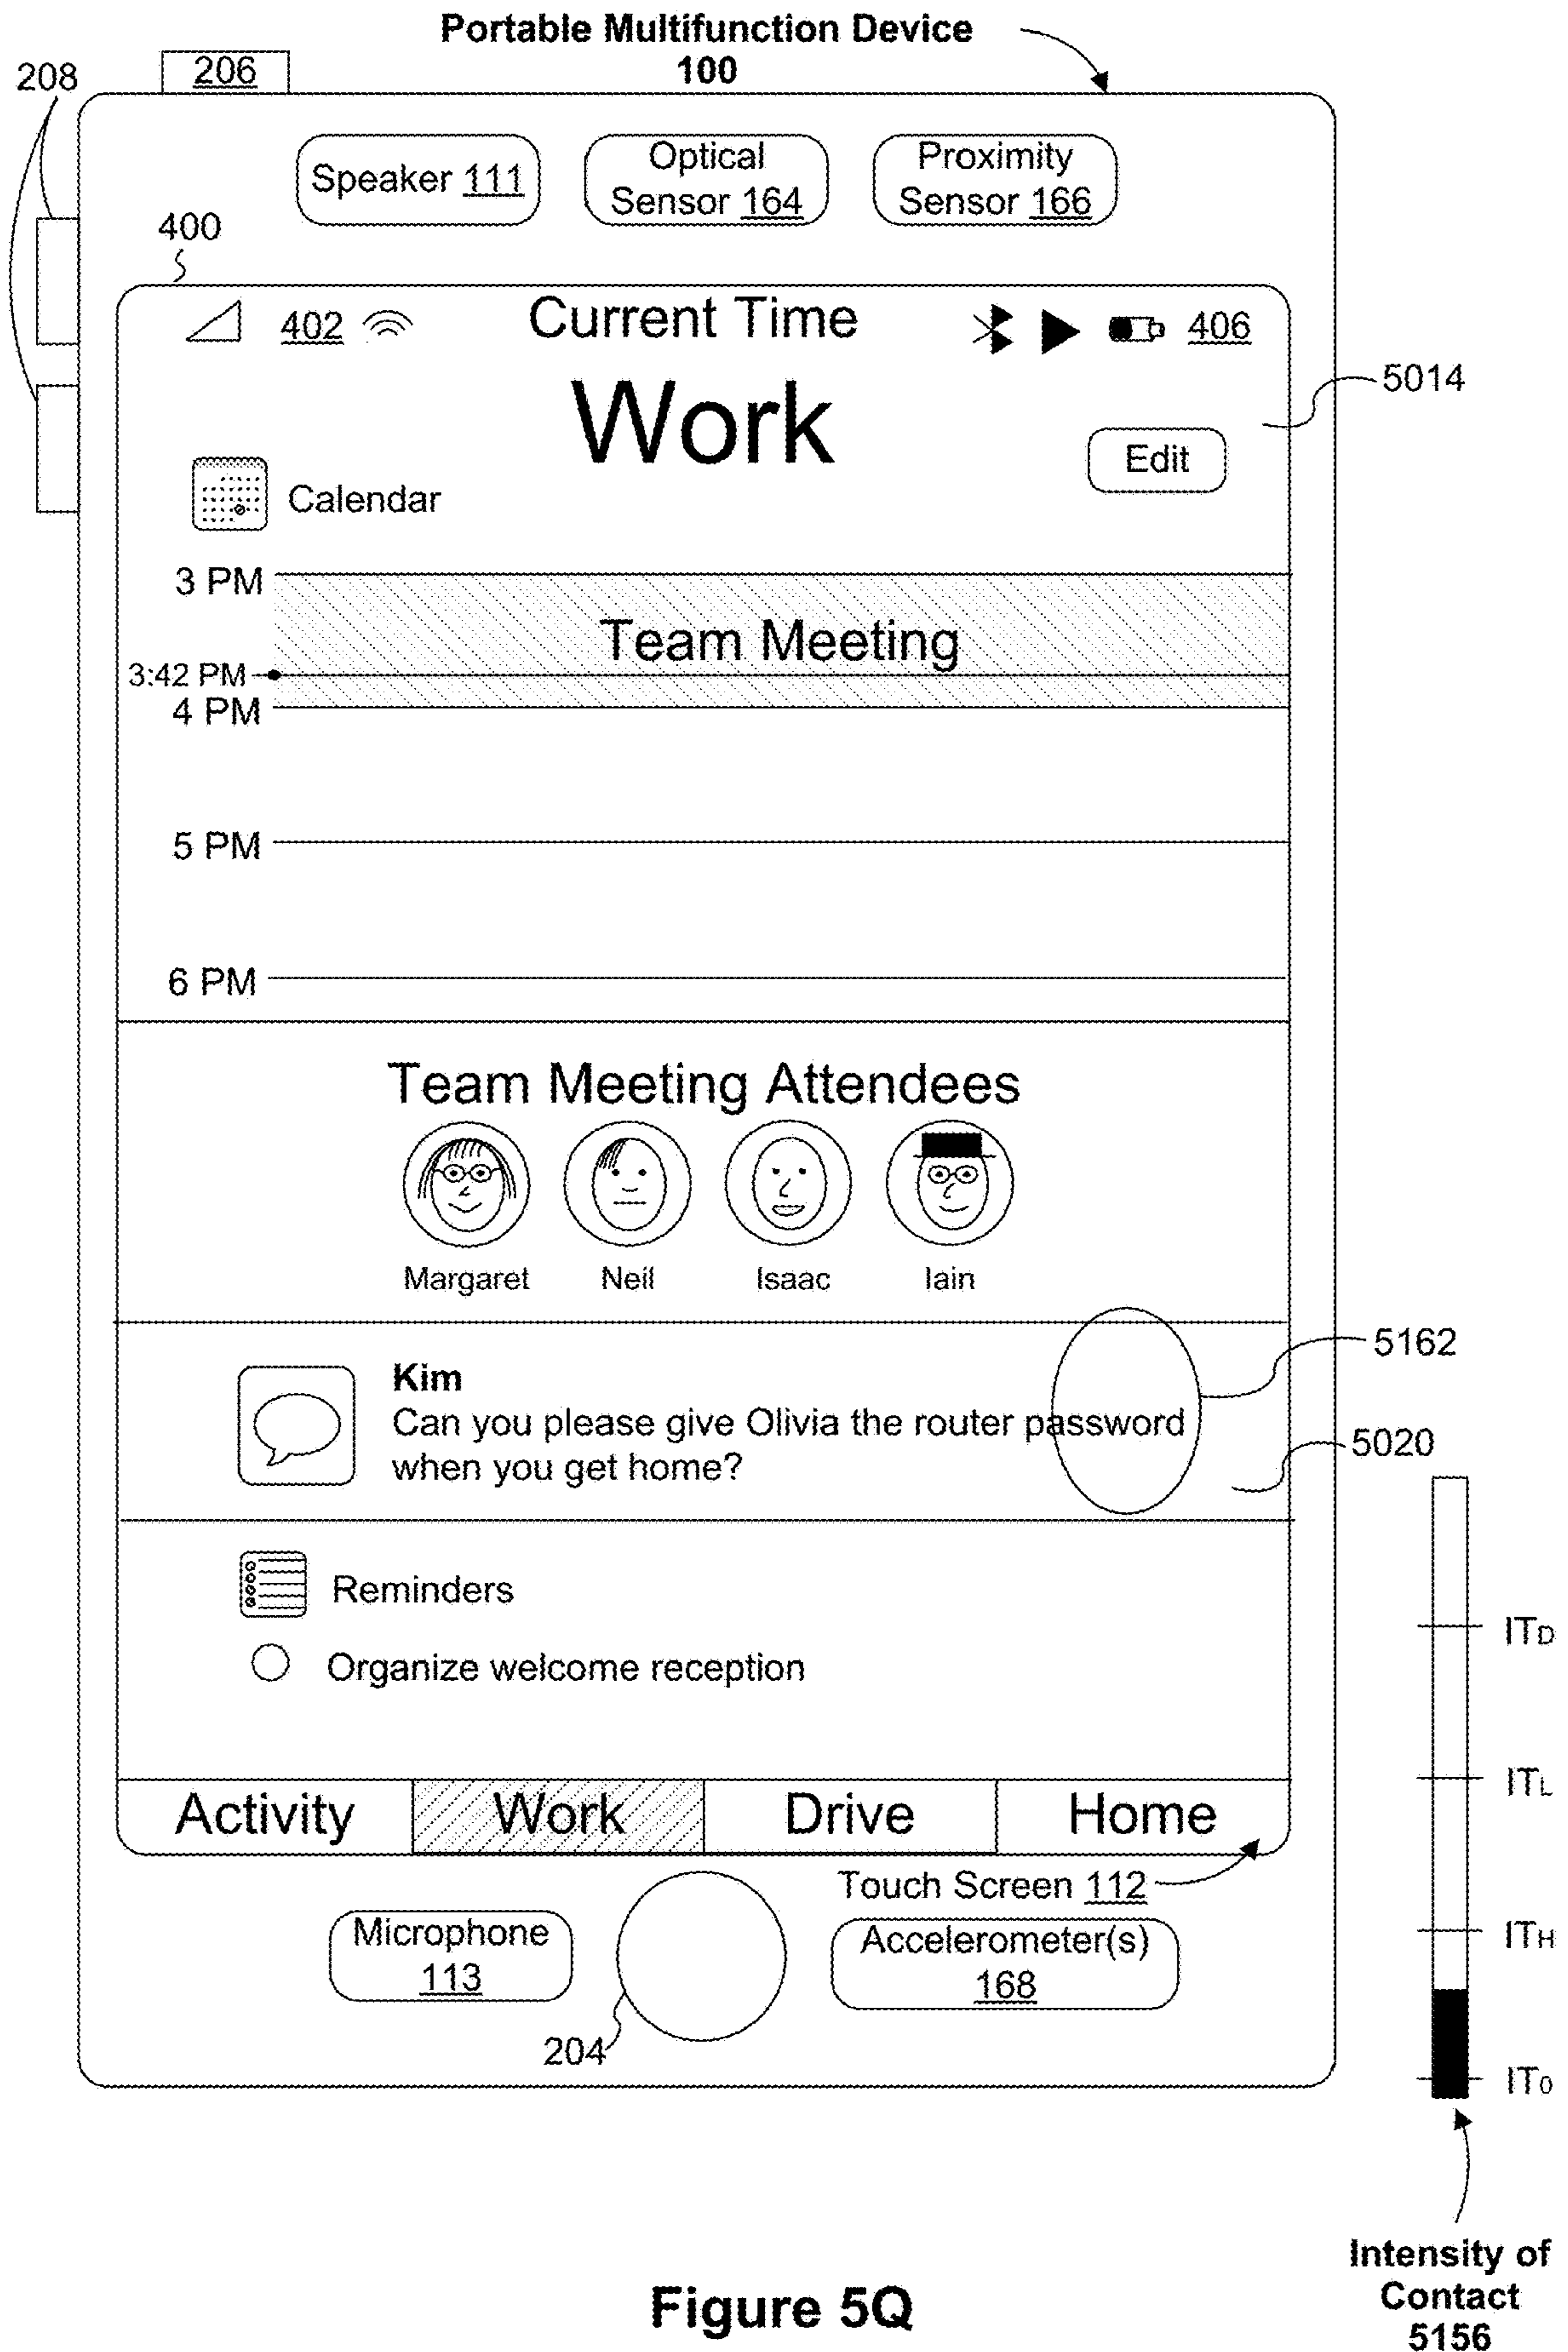 Portable Multifunction Device
100
208
206
Speaker 111
Optical
Sensor 164
Proximity
Sensor 166
400
402
Current Time
406
5014
Work
Edit
Calendar
3 PM
Team Meeting
3:42 PM
4 PM
5 PM
6 PM
Team Meeting Attendees
Margaret Neil Isaac Iain
5162
Kim
Can you please give Olivia the router password
when you get home?
5020
Reminders
Organize welcome reception
ITD
ITL
ITH
IT0
Activity Work Drive Home
Touch Screen 112
Microphone
113
Accelerometer(s)
168
204
Intensity of
Contact
5156
Figure 5Q